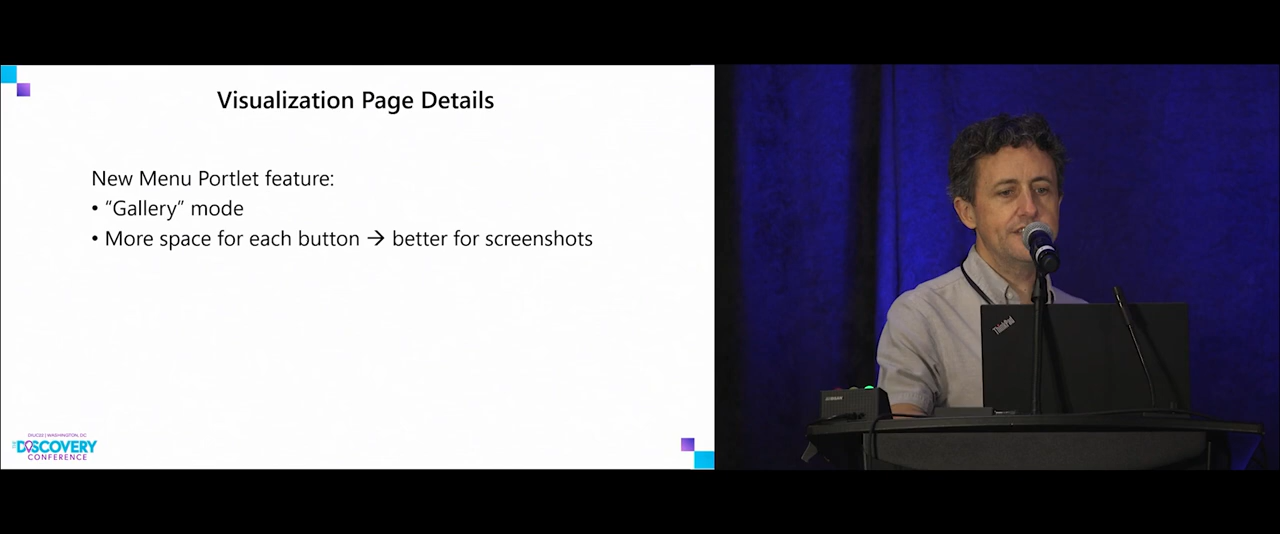 Visualization Page Details
New Menu Portlet feature:
• “Gallery” mode
• More space for each button → better for screenshots
DISCOVERY
CONFERENCE
ThinkPad